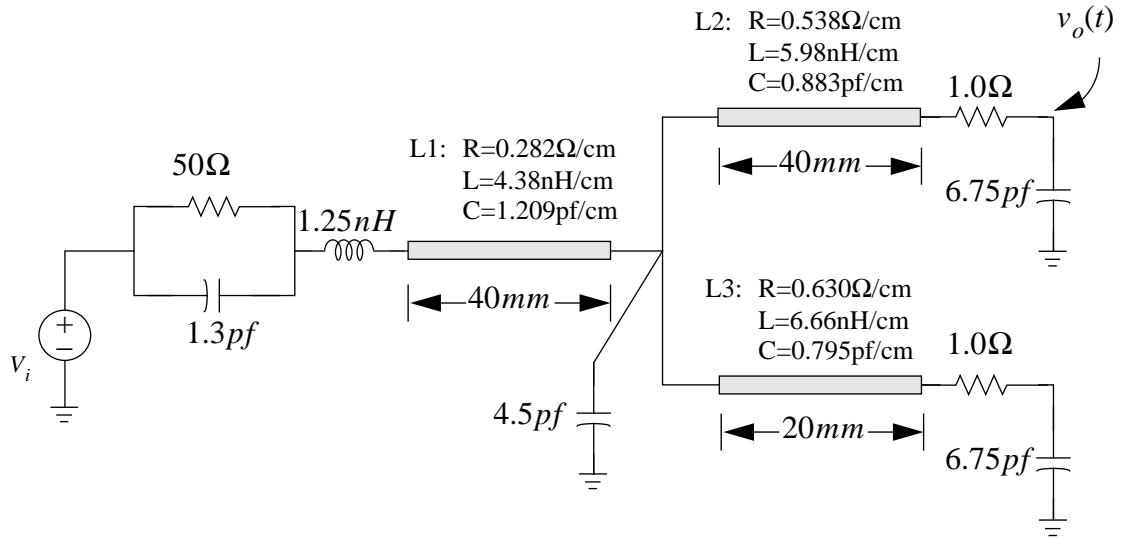 L2: R=0.538Ω/cm
L=5.98nH/cm
C=0.883pf/cm
v_o(t)
1.0Ω
40mm
6.75pf
L1: R=0.282Ω/cm
L=4.38nH/cm
C=1.209pf/cm
50Ω
1.25nH
1.3pf
40mm
+
−
V_i
4.5pf
L3: R=0.630Ω/cm
L=6.66nH/cm
C=0.795pf/cm
1.0Ω
20mm
6.75pf